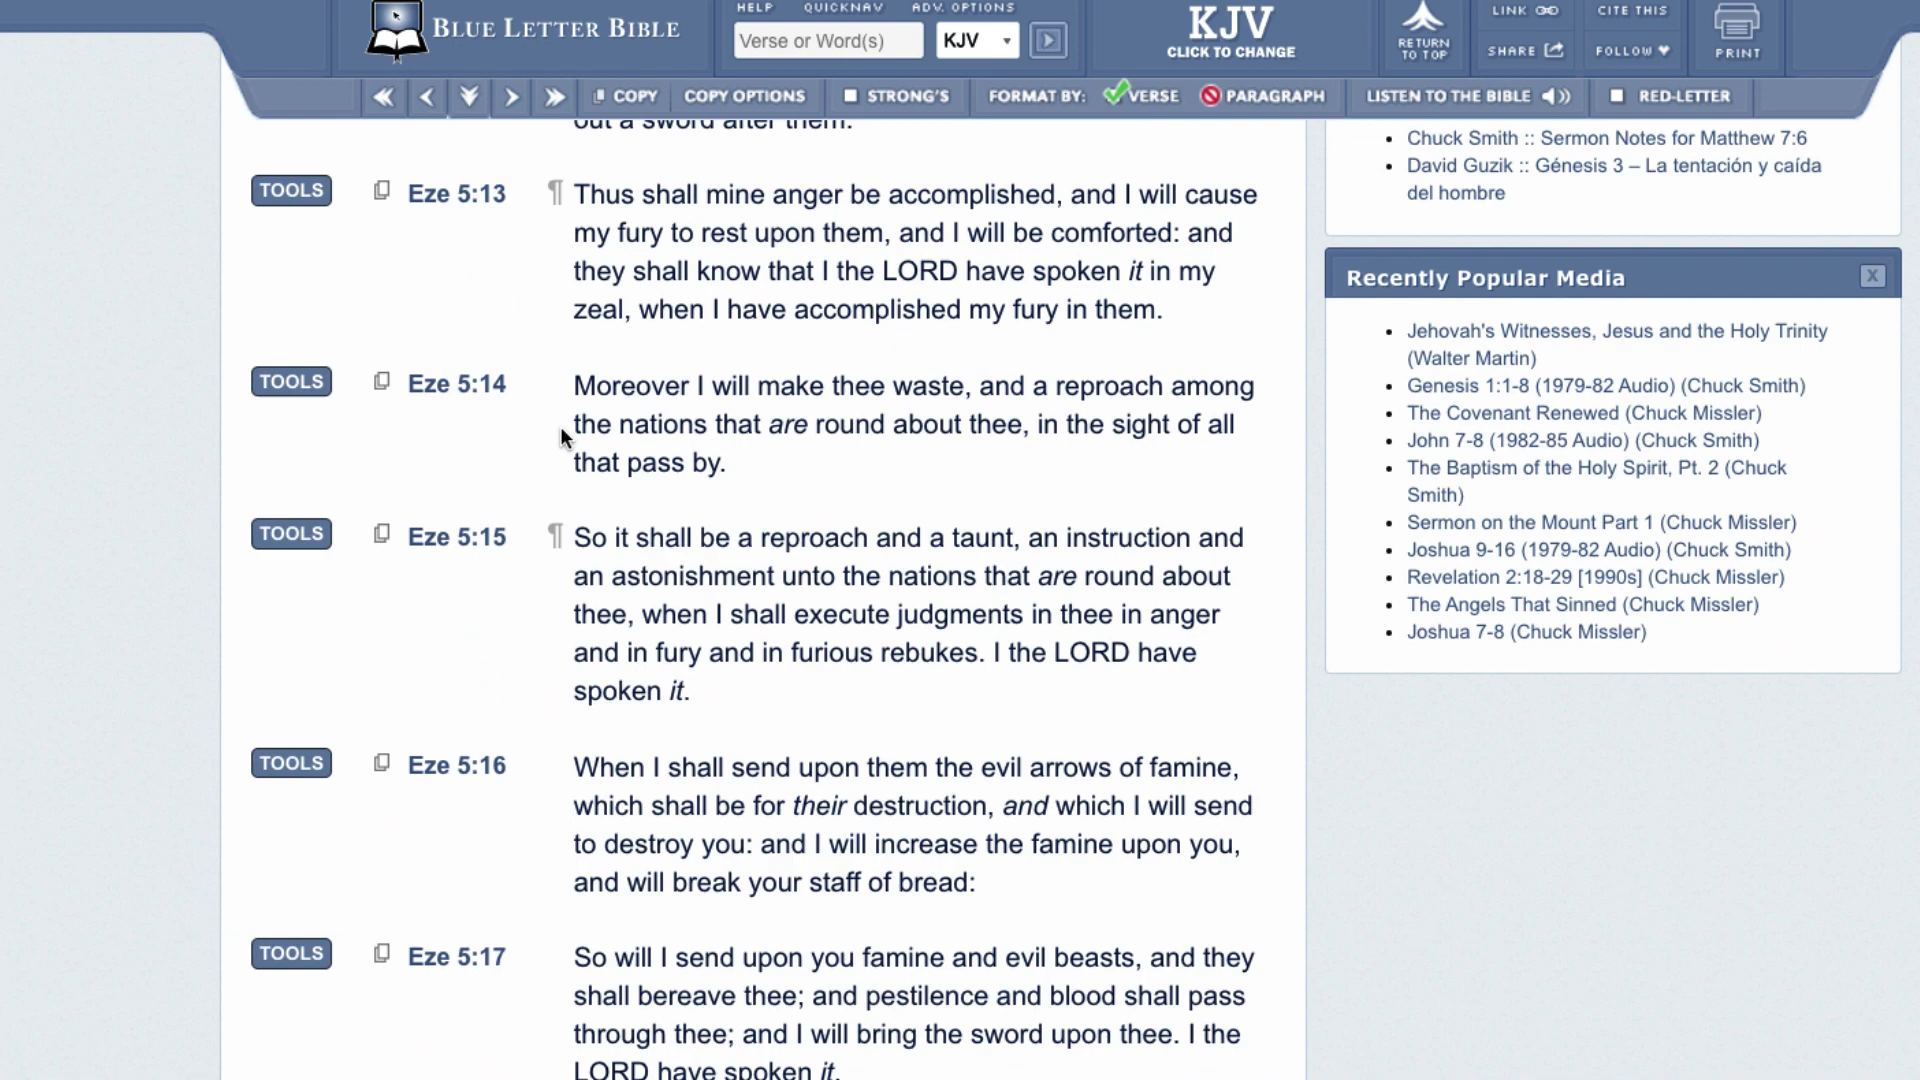 BLUE LETTER BIBLE
HELP QUICKNAV ADV. OPTIONS
Verse or Word(s) KJV
KJV
CLICK TO CHANGE
RETURN
TO TOP
LINK
SHARE
CITE THIS
FOLLOW
PRINT
COPY COPY OPTIONS STRONG'S FORMAT BY: VERSE PARAGRAPH LISTEN TO THE BIBLE RED-LETTER
out a sword after them.
TOOLS Eze 5:13 ¶ Thus shall mine anger be accomplished, and I will cause
my fury to rest upon them, and I will be comforted: and
they shall know that I the LORD have spoken it in my
zeal, when I have accomplished my fury in them.
TOOLS Eze 5:14 Moreover I will make thee waste, and a reproach among
the nations that are round about thee, in the sight of all
that pass by.
TOOLS Eze 5:15 ¶ So it shall be a reproach and a taunt, an instruction and
an astonishment unto the nations that are round about
thee, when I shall execute judgments in thee in anger
and in fury and in furious rebukes. I the LORD have
spoken it.
TOOLS Eze 5:16 When I shall send upon them the evil arrows of famine,
which shall be for their destruction, and which I will send
to destroy you: and I will increase the famine upon you,
and will break your staff of bread:
TOOLS Eze 5:17 So will I send upon you famine and evil beasts, and they
shall bereave thee; and pestilence and blood shall pass
through thee; and I will bring the sword upon thee. I the
LORD have spoken it.
• Chuck Smith :: Sermon Notes for Matthew 7:6
• David Guzik :: Génesis 3 – La tentación y caída
del hombre
Recently Popular Media X
• Jehovah's Witnesses, Jesus and the Holy Trinity
(Walter Martin)
• Genesis 1:1-8 (1979-82 Audio) (Chuck Smith)
• The Covenant Renewed (Chuck Missler)
• John 7-8 (1982-85 Audio) (Chuck Smith)
• The Baptism of the Holy Spirit, Pt. 2 (Chuck
Smith)
• Sermon on the Mount Part 1 (Chuck Missler)
• Joshua 9-16 (1979-82 Audio) (Chuck Smith)
• Revelation 2:18-29 [1990s] (Chuck Missler)
• The Angels That Sinned (Chuck Missler)
• Joshua 7-8 (Chuck Missler)